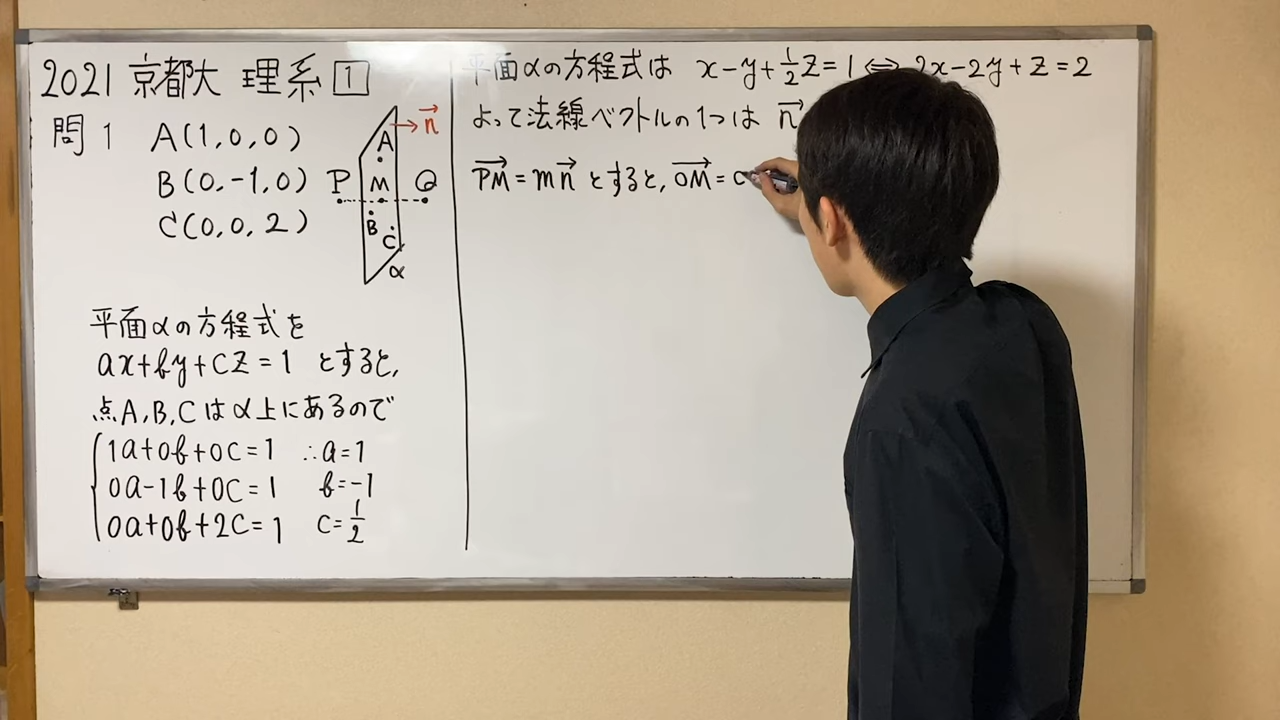 2021 京都大 理系 1
問1 A(1,0,0)
B(0,-1,0)
C(0,0,2)
A
n→
P M Q
B
C
α
平面αの方程式を
ax+by+cz=1 とすると,
点A,B,Cはα上にあるので
1a+0b+0c=1 ∴a=1
0a-1b+0c=1 b=-1
0a+0b+2c=1 c=1/2
平面αの方程式は x-y+1/2z=1⇔2x-2y+z=2
よって法線ベクトルの1つは n→
PM→=mn→ とすると, OM→=